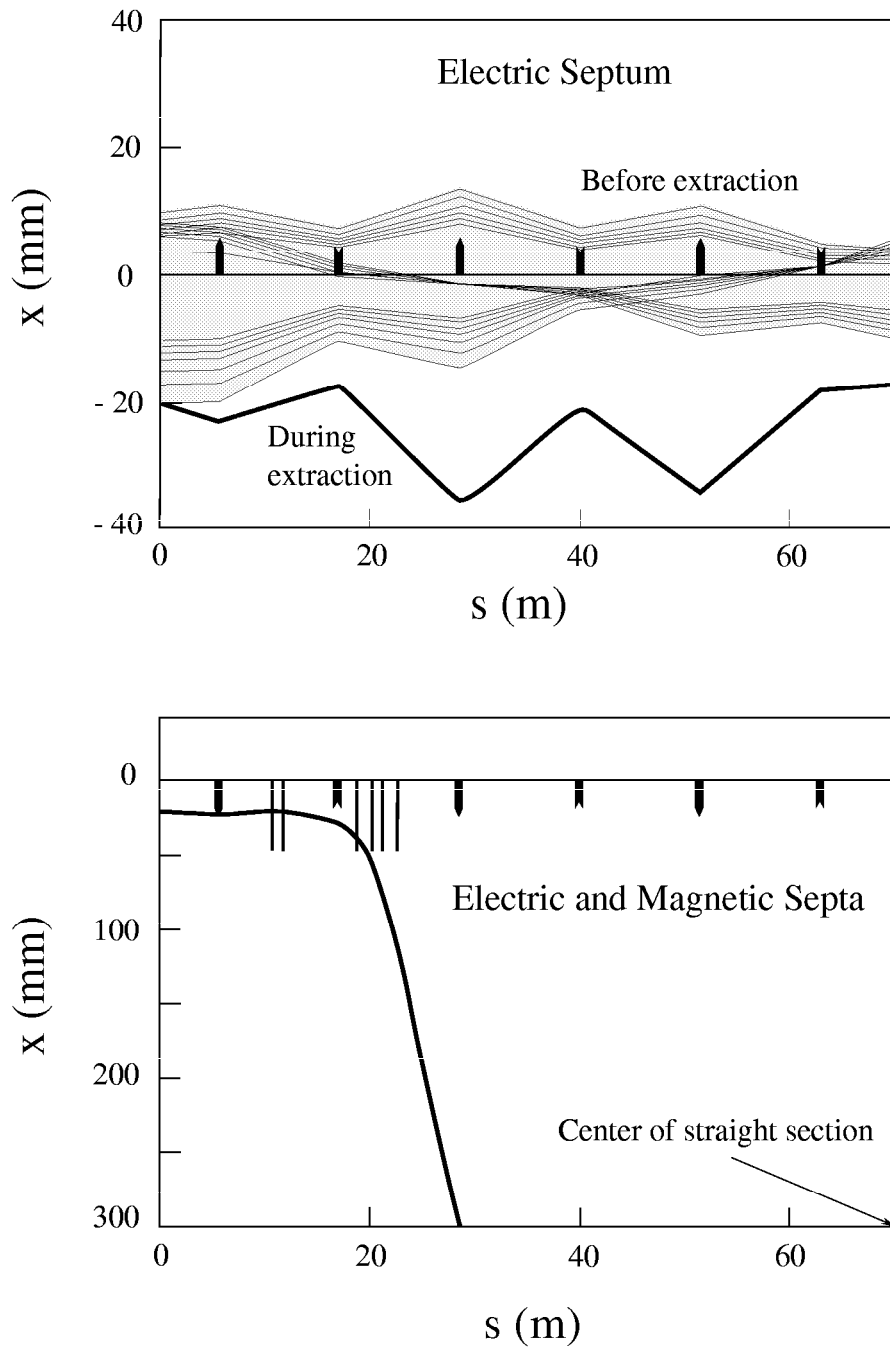 40
Electric Septum
20
Before extraction
x (mm)
0
- 20
During
extraction
- 40
0
20
40
60
s (m)
0
Electric and Magnetic Septa
100
x (mm)
200
Center of straight section
300
0
20
40
60
s (m)